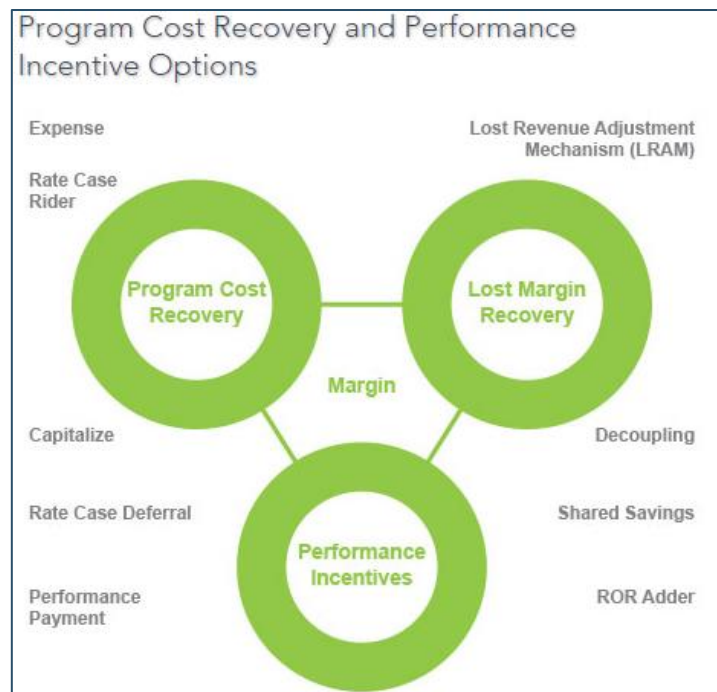 Program Cost Recovery and Performance
Incentive Options
Expense
Lost Revenue Adjustment
Mechanism (LRAM)
Rate Case
Rider
Program Cost
Recovery
Lost Margin
Recovery
Margin
Capitalize
Decoupling
Rate Case Deferral
Shared Savings
Performance
Incentives
Performance
Payment
ROR Adder